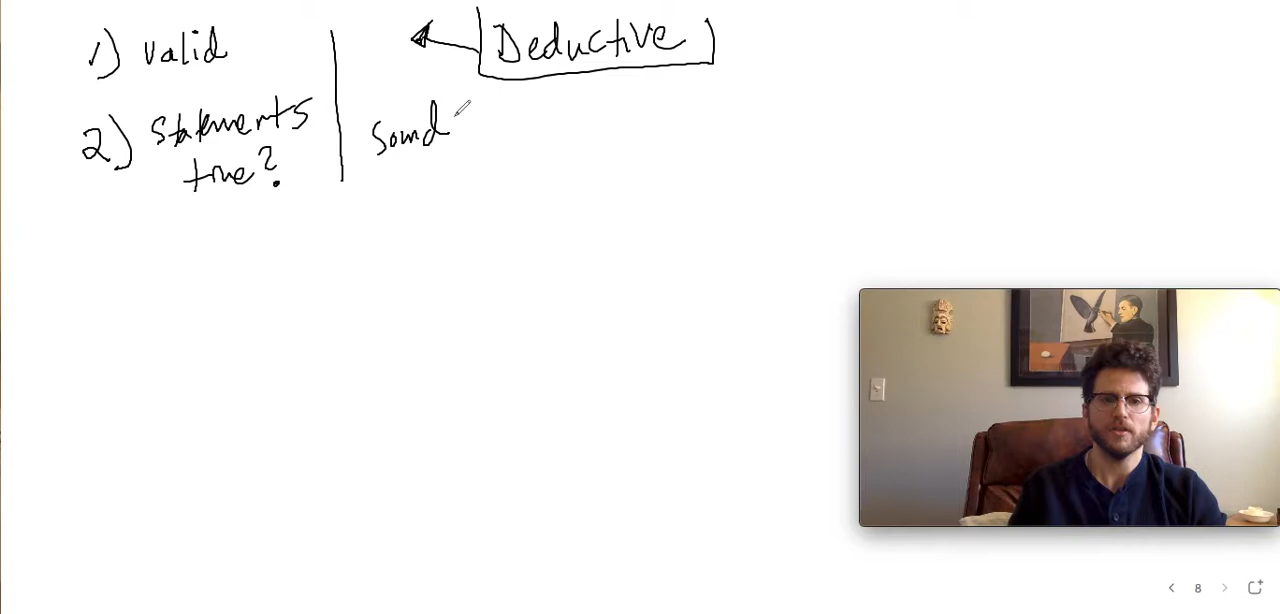 1) valid
Deductive
2) statements
true?
sound
8